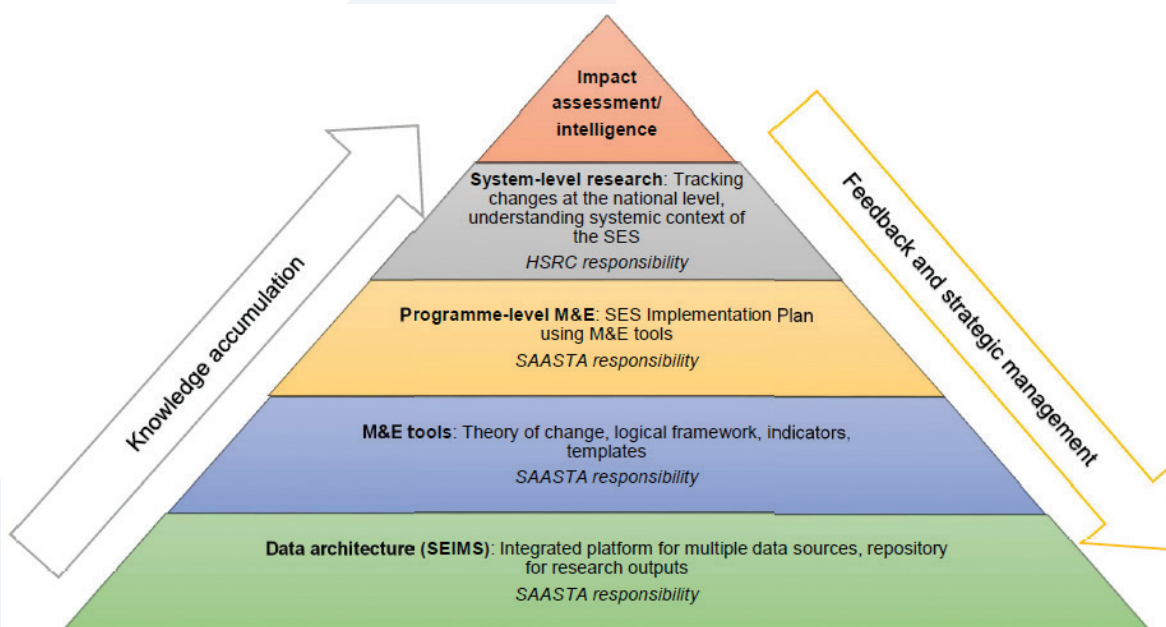 Impact
assessment/
intelligence
System-level research: Tracking
changes at the national level,
understanding systemic context of
the SES
HSRC responsibility
Programme-level M&E: SES Implementation Plan
using M&E tools
SAASTA responsibility
M&E tools: Theory of change, logical framework, indicators,
templates
SAASTA responsibility
Data architecture (SEIMS): Integrated platform for multiple data sources, repository
for research outputs
SAASTA responsibility
Knowledge accumulation
Feedback and strategic management